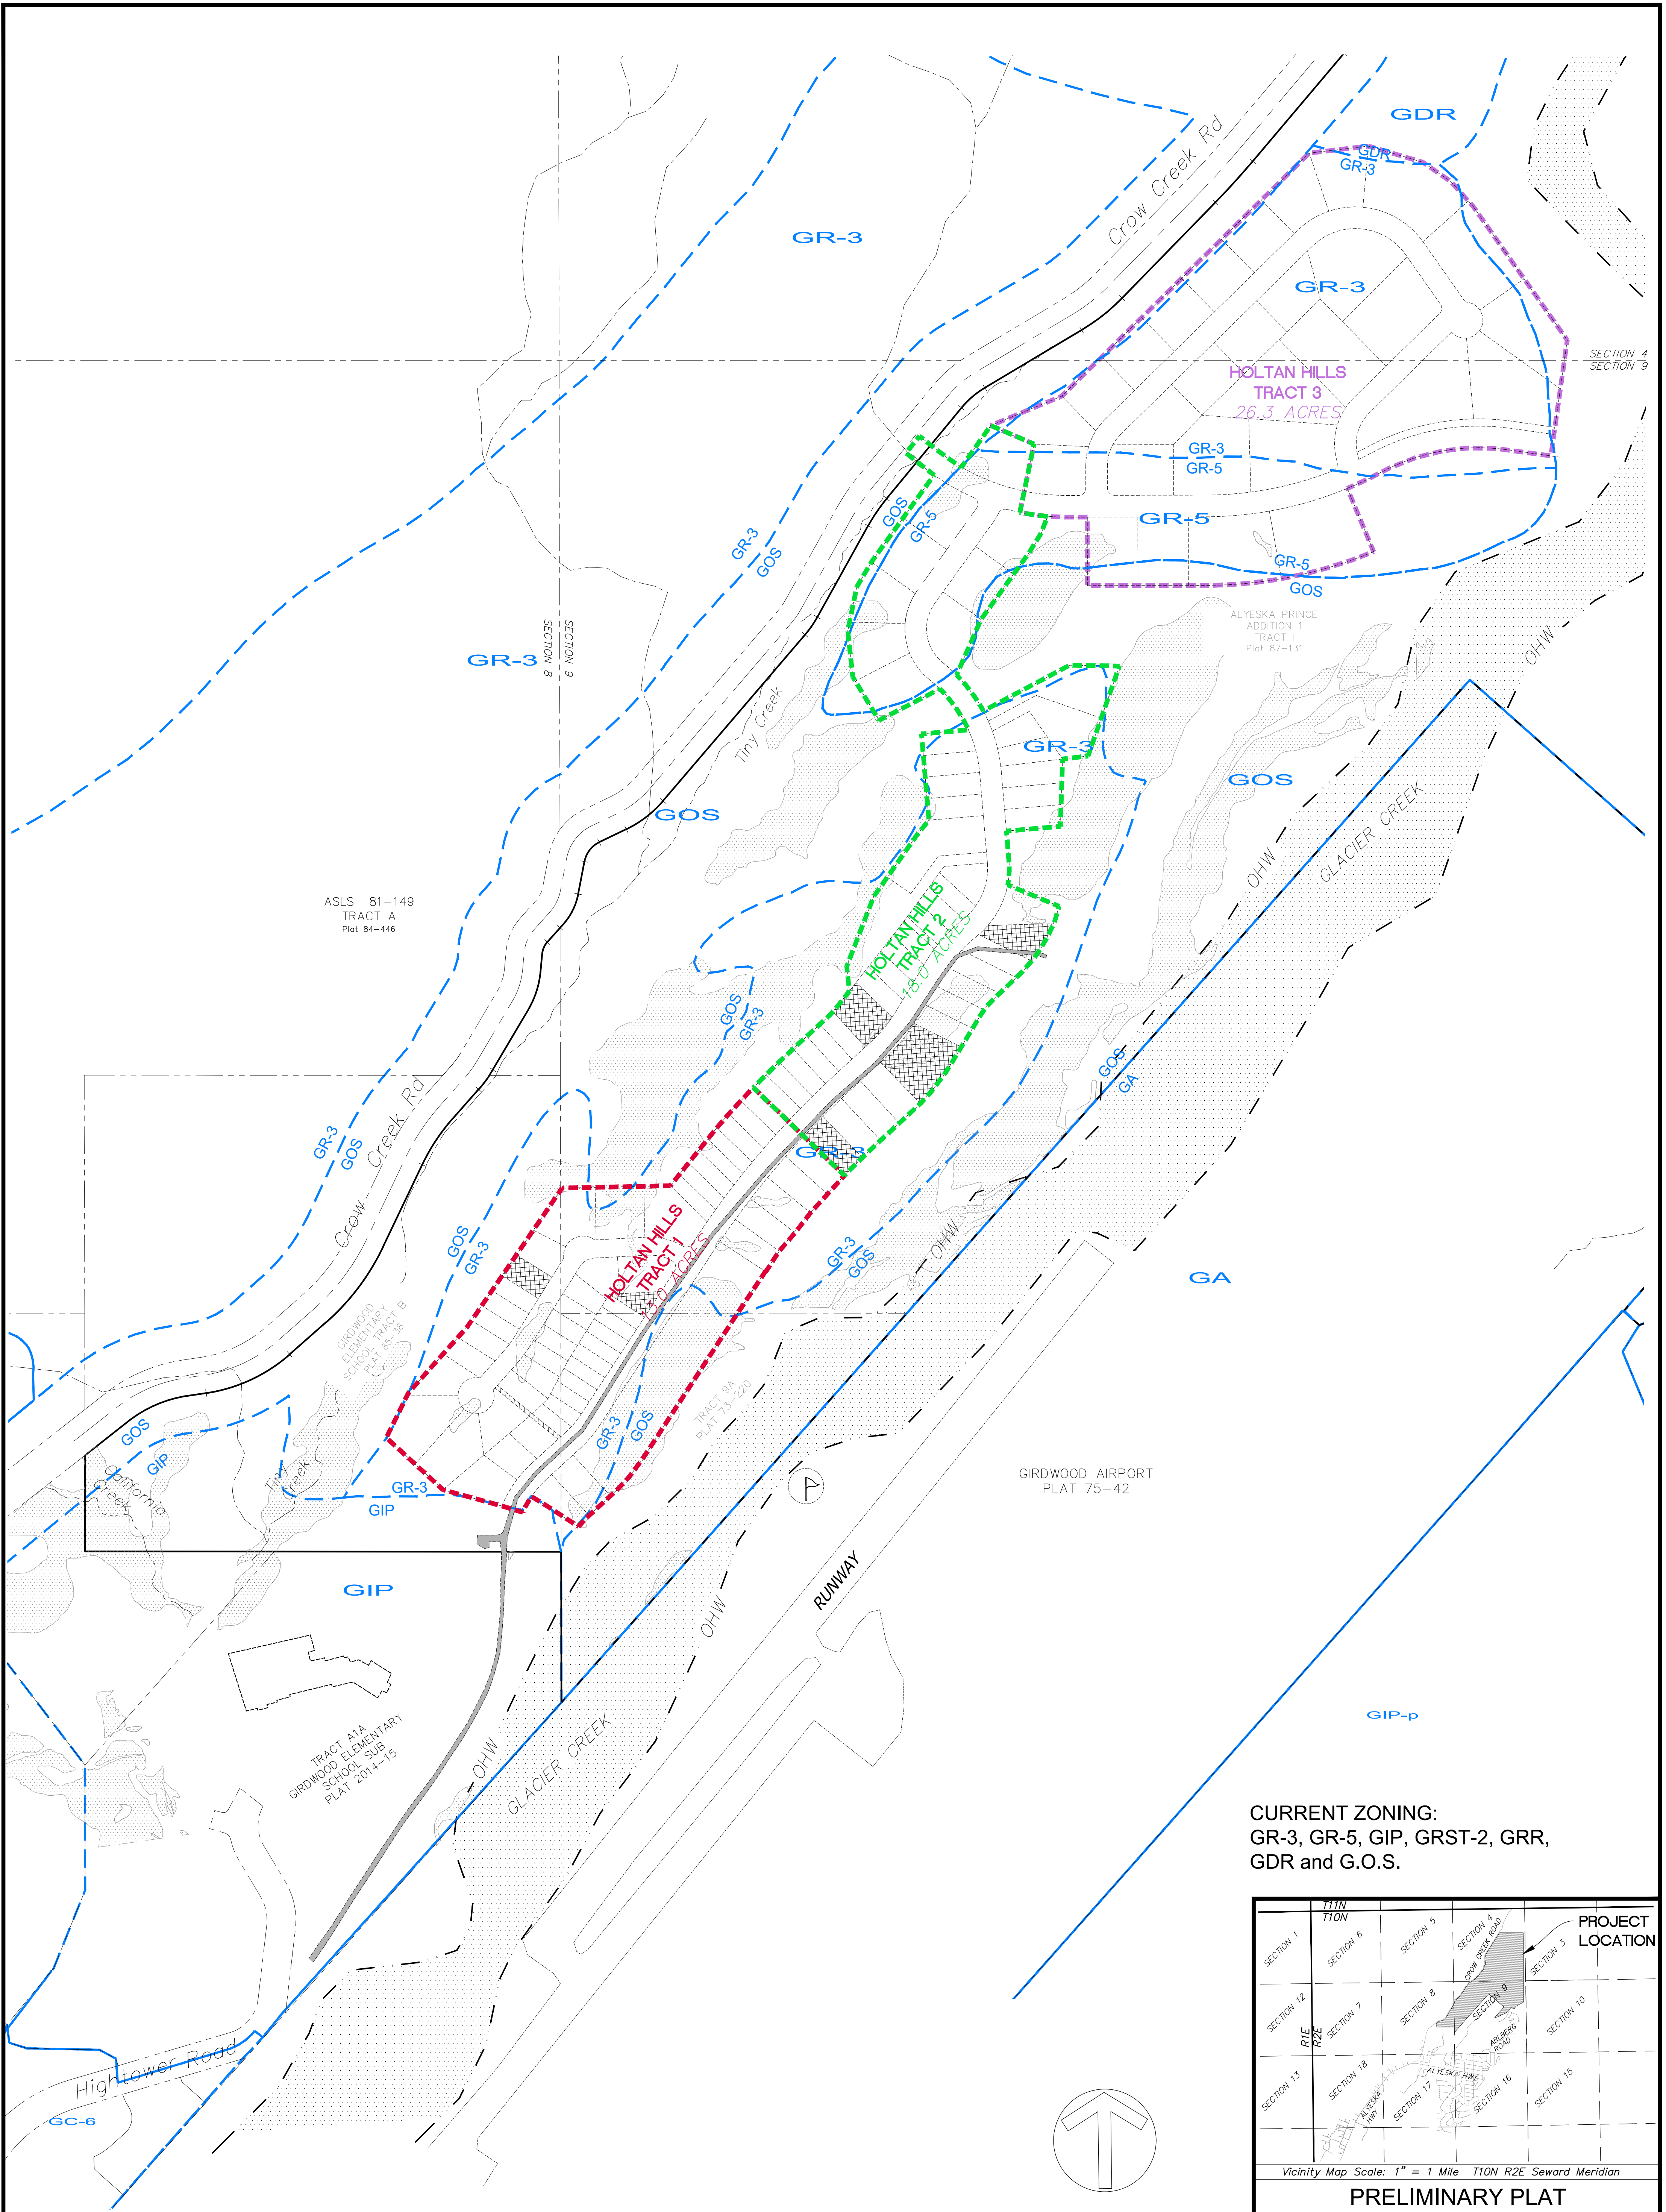 GDR
GDR
GR-3
GR-3
Crow Creek Rd
GR-3
SECTION 4
SECTION 9
HOLTAN HILLS
TRACT 3
26.3 ACRES
GR-3
GR-5
GOS
GR-5
GR-5
GR-5
GOS
GR-3
GOS
ALYESKA PRINCE
ADDITION 1
TRACT I
Plat 87-131
SECTION 8
SECTION 9
GR-3
OHW
Tiny Creek
GR-3
GOS
GOS
GLACIER CREEK
OHW
ASLS 81-149
TRACT A
Plat 84-446
HOLTAN HILLS
TRACT 2
18.0 ACRES
GOS
GR-3
GOS
GA
Crow Creek Rd
GR-3
GOS
GR-3
HOLTAN HILLS
TRACT 1
GOS
GR-3
GR-3
GOS
OHW
GA
GIRDWOOD
ELEMENTARY
SCHOOL TRACT B
PLAT 85-38
TRACT 9A
PLAT 73-220
GOS
GIP
California
Creek
Tiny
Creek
GR-3
GIP
GR-3
GOS
GIRDWOOD AIRPORT
PLAT 75-42
RUNWAY
GIP
OHW
TRACT A1A
GIRDWOOD ELEMENTARY
SCHOOL SUB
PLAT 2014-15
OHW
GLACIER CREEK
GIP-p
CURRENT ZONING:
GR-3, GR-5, GIP, GRST-2, GRR,
GDR and G.O.S.
Hightower Road
GC-6
T11N
T10N
PROJECT
LOCATION
SECTION 1
SECTION 6
SECTION 5
SECTION 4
SECTION 3
CROW CREEK ROAD
SECTION 12
SECTION 7
SECTION 8
SECTION 9
SECTION 10
R1E
R2E
ARLBERG
ROAD
SECTION 13
SECTION 18
SECTION 17
SECTION 16
SECTION 15
ALYESKA HWY
ALYESKA
HWY
Vicinity Map Scale: 1" = 1 Mile T10N R2E Seward Meridian
PRELIMINARY PLAT